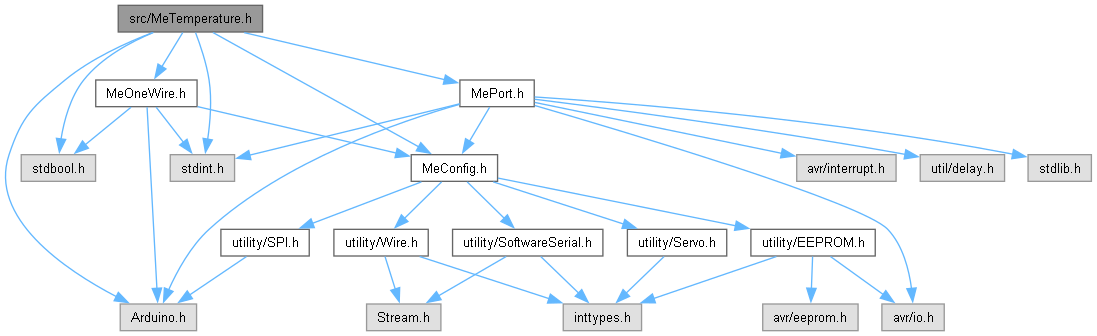 src/MeTemperature.h
MeOneWire.h
MePort.h
stdbool.h
stdint.h
MeConfig.h
avr/interrupt.h
util/delay.h
stdlib.h
utility/SPI.h
utility/Wire.h
utility/SoftwareSerial.h
utility/Servo.h
utility/EEPROM.h
Arduino.h
Stream.h
inttypes.h
avr/eeprom.h
avr/io.h